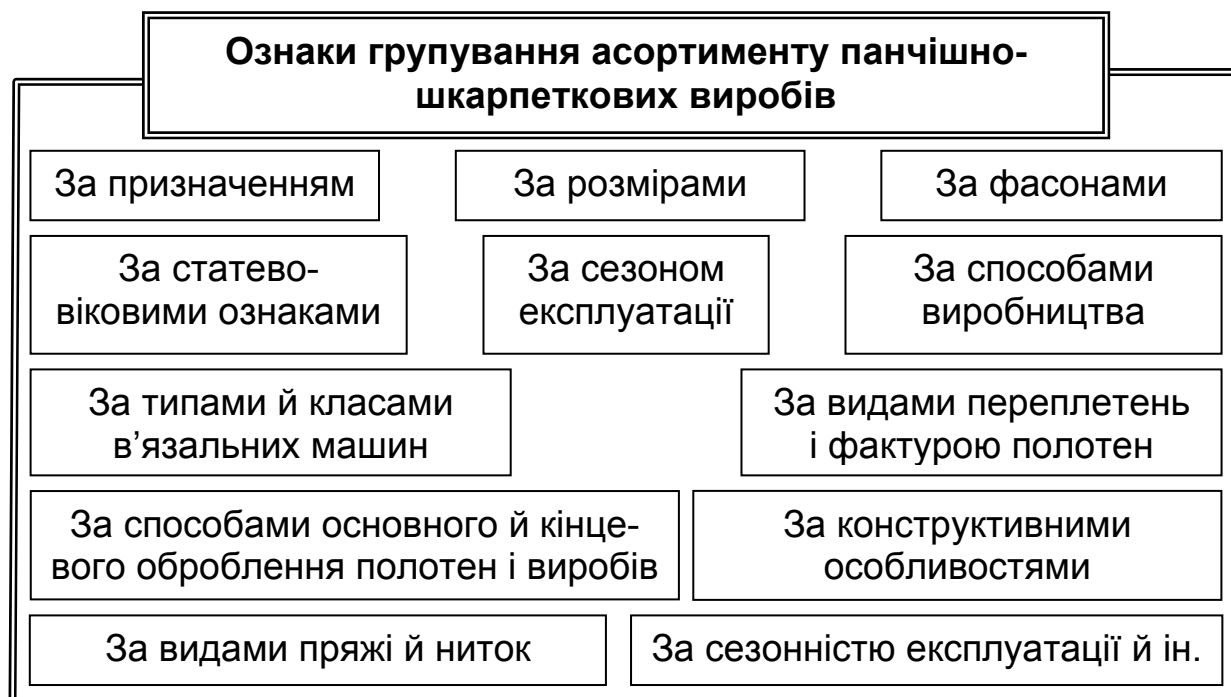 Ознаки групування асортименту панчішно-
шкарпеткових виробів
За призначенням
За розмірами
За фасонами
За статево-
віковими ознаками
За сезоном
експлуатації
За способами
виробництва
За типами й класами
в'язальних машин
За видами переплетень
і фактурою полотен
За способами основного й кінце-
вого оброблення полотен і виробів
За конструктивними
особливостями
За видами пряжі й ниток
За сезонністю експлуатації й ін.